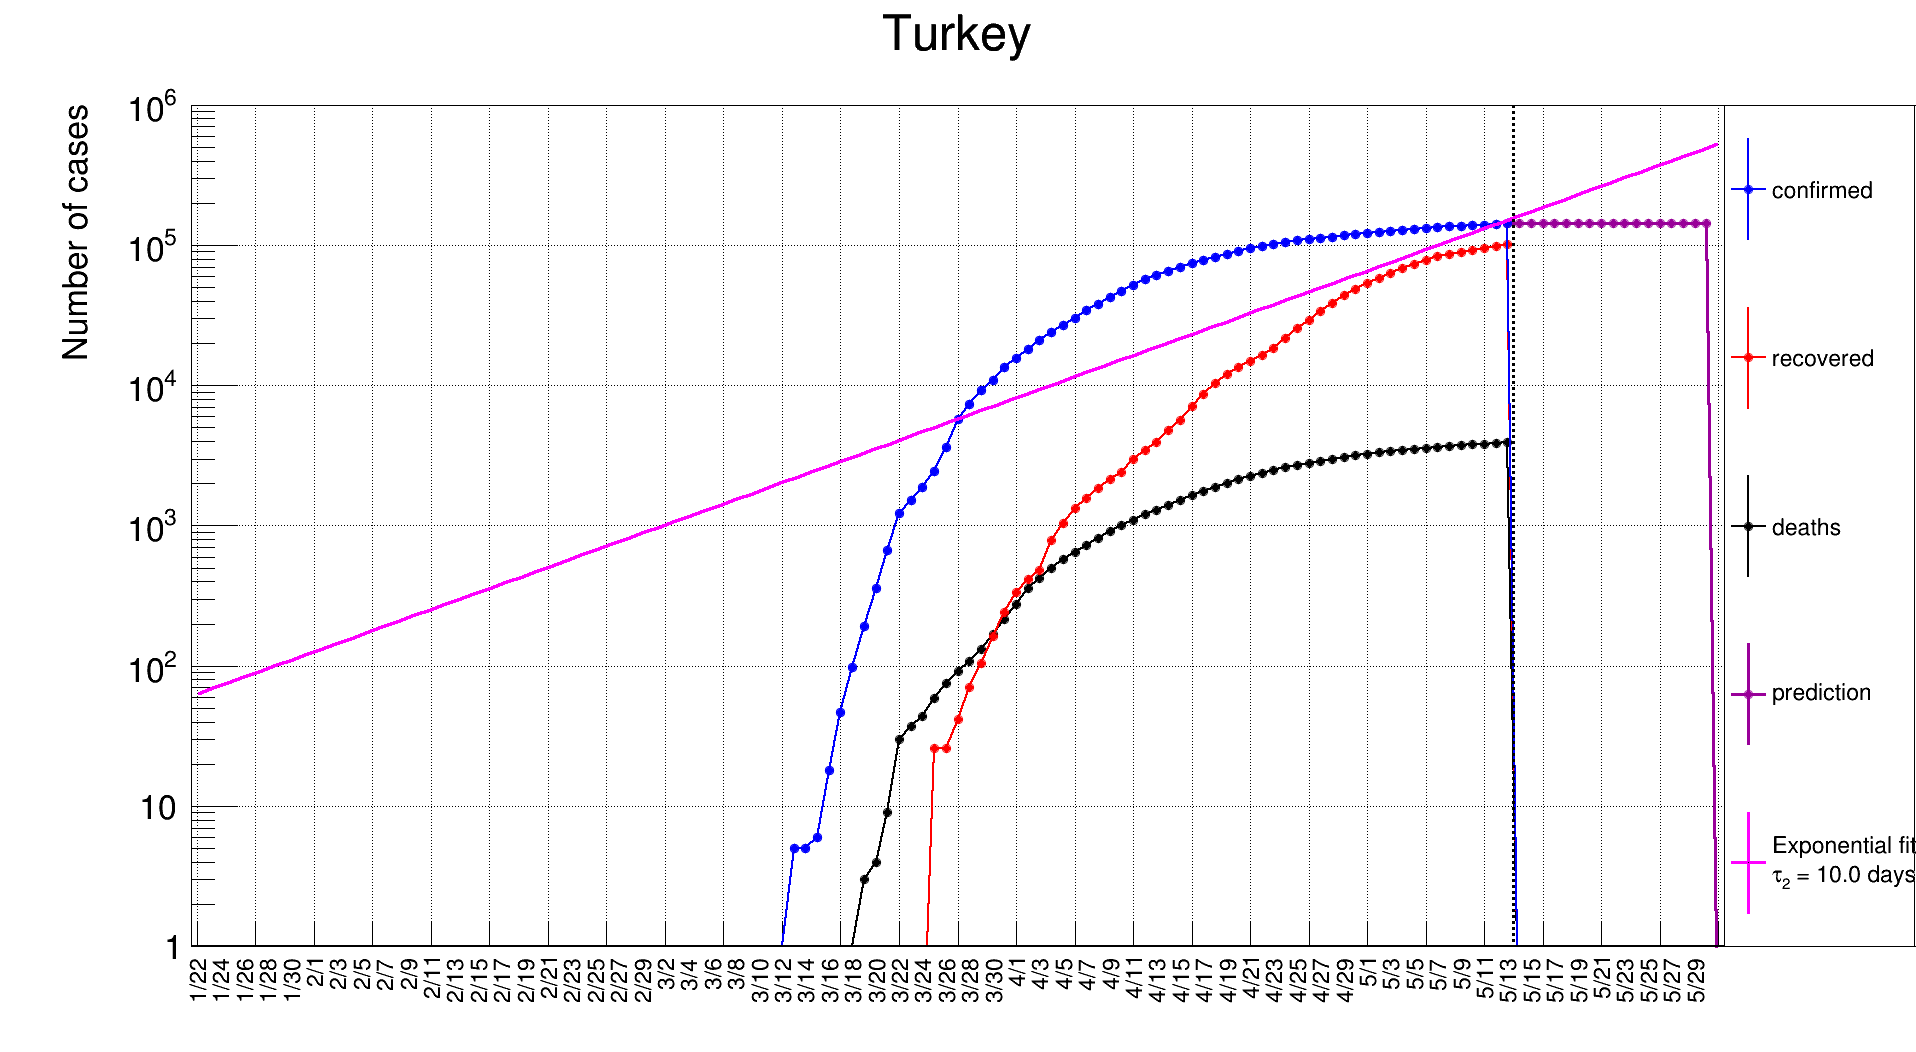 Turkey
Number of cases
10^6
10^5
10^4
10^3
10^2
10
1
1/22 1/24 1/26 1/28 1/30 2/1 2/3 2/5 2/7 2/9 2/11 2/13 2/15 2/17 2/19 2/21 2/23 2/25 2/27 2/29 3/2 3/4 3/6 3/8 3/10 3/12 3/14 3/16 3/18 3/20 3/22 3/24 3/26 3/28 3/30 4/1 4/3 4/5 4/7 4/9 4/11 4/13 4/15 4/17 4/19 4/21 4/23 4/25 4/27 4/29 5/1 5/3 5/5 5/7 5/9 5/11 5/13 5/15 5/17 5/19 5/21 5/23 5/25 5/27 5/29
confirmed
recovered
deaths
prediction
Exponential fit
τ₂ = 10.0 days